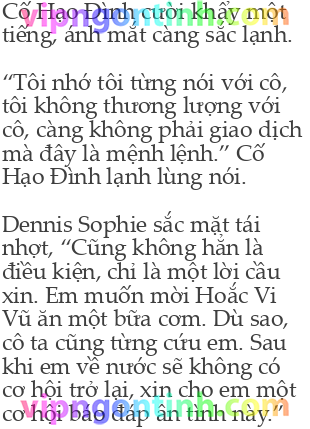 Cố Hạo Đình cười khẩy một
tiếng, ánh mắt càng sắc lạnh.
“Tôi nhớ tôi từng nói với cô,
tôi không thương lượng với
cô, càng không phải giao dịch
mà đây là mệnh lệnh.” Cố
Hạo Đình lạnh lùng nói.
Dennis Sophie sắc mặt tái
nhợt, “Cũng không hẳn là
điều kiện, chỉ là một lời cầu
xin. Em muốn mời Hoắc Vi
Vũ ăn một bữa cơm. Dù sao,
cô ta cũng từng cứu em. Sau
khi em về nước sẽ không có
cơ hội trở lại, xin cho em một
cơ hội báo đáp ân tình này.”
vipngontinh.com
vipngontinh.com